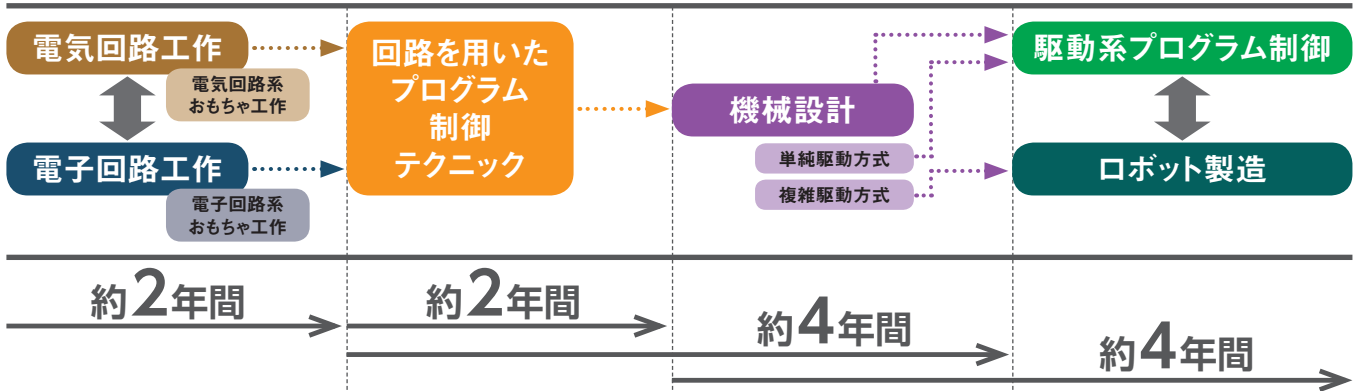 電気回路工作
電気回路系
おもちゃ工作
電子回路工作
電子回路系
おもちゃ工作
回路を用いた
プログラム
制御
テクニック
機械設計
単純駆動方式
複雑駆動方式
駆動系プログラム制御
ロボット製造
約2年間
約2年間
約4年間
約4年間